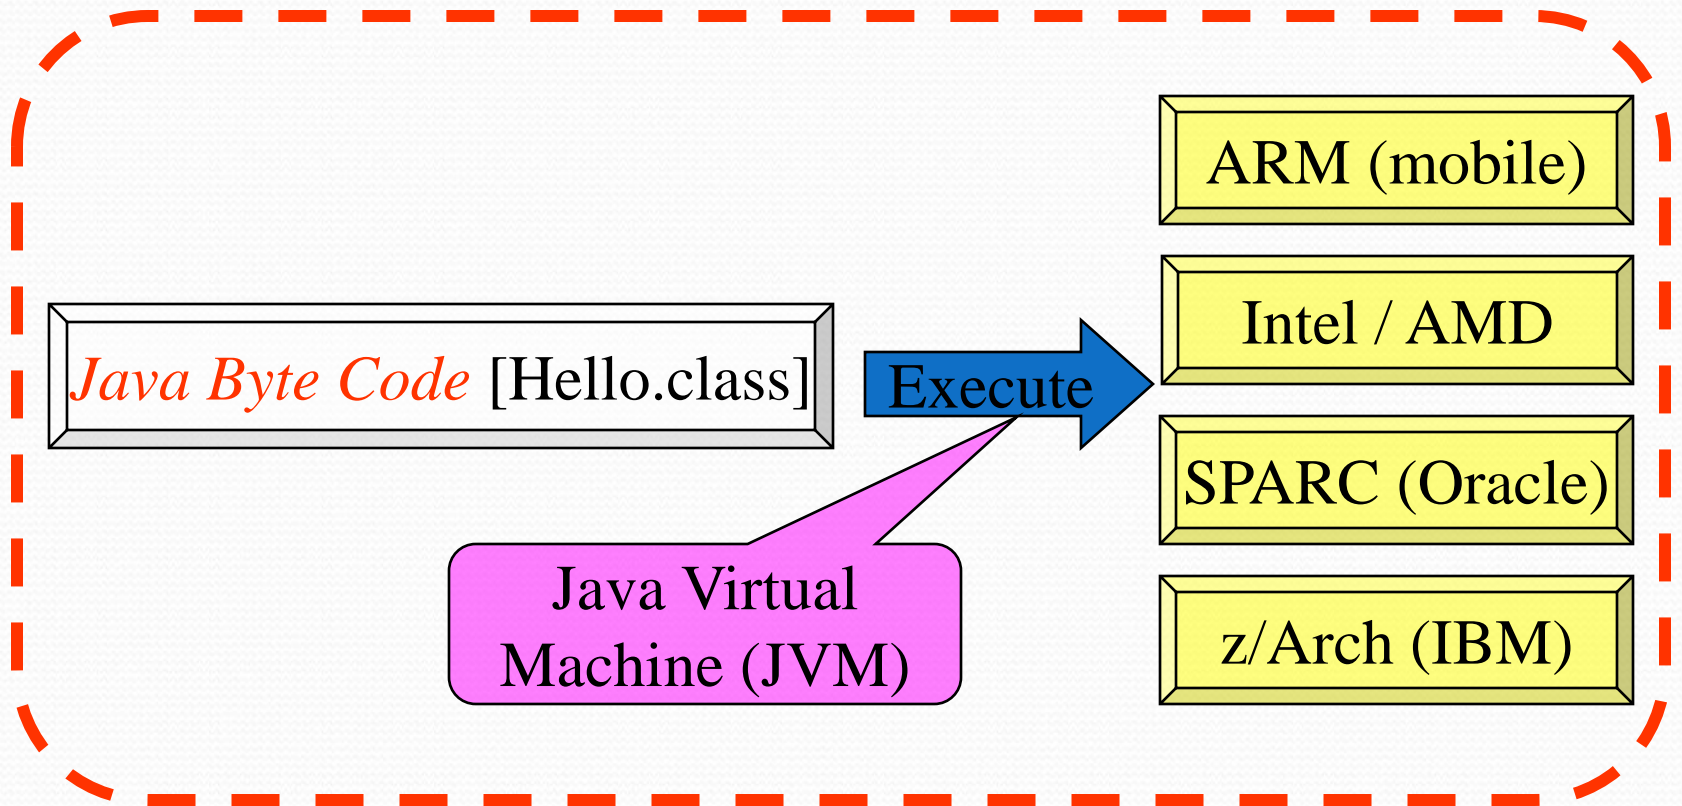 Java Byte Code [Hello.class]
Execute
Java Virtual
Machine (JVM)
ARM (mobile)
Intel / AMD
SPARC (Oracle)
z/Arch (IBM)